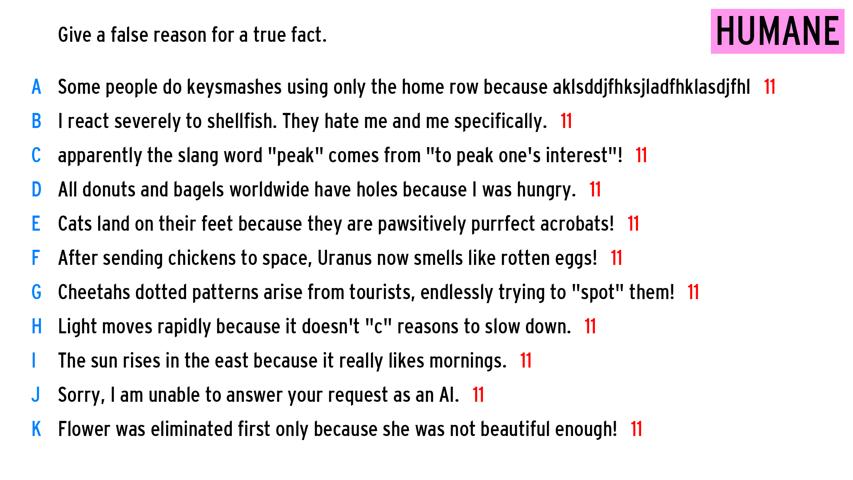 Give a false reason for a true fact.
HUMANE
A Some people do keysmashes using only the home row because aklsddjfhksjladfhklasdjfhl 11
B I react severely to shellfish. They hate me and me specifically. 11
C apparently the slang word "peak" comes from "to peak one's interest"! 11
D All donuts and bagels worldwide have holes because I was hungry. 11
E Cats land on their feet because they are pawsitively purrfect acrobats! 11
F After sending chickens to space, Uranus now smells like rotten eggs! 11
G Cheetahs dotted patterns arise from tourists, endlessly trying to "spot" them! 11
H Light moves rapidly because it doesn't "c" reasons to slow down. 11
I The sun rises in the east because it really likes mornings. 11
J Sorry, I am unable to answer your request as an AI. 11
K Flower was eliminated first only because she was not beautiful enough! 11